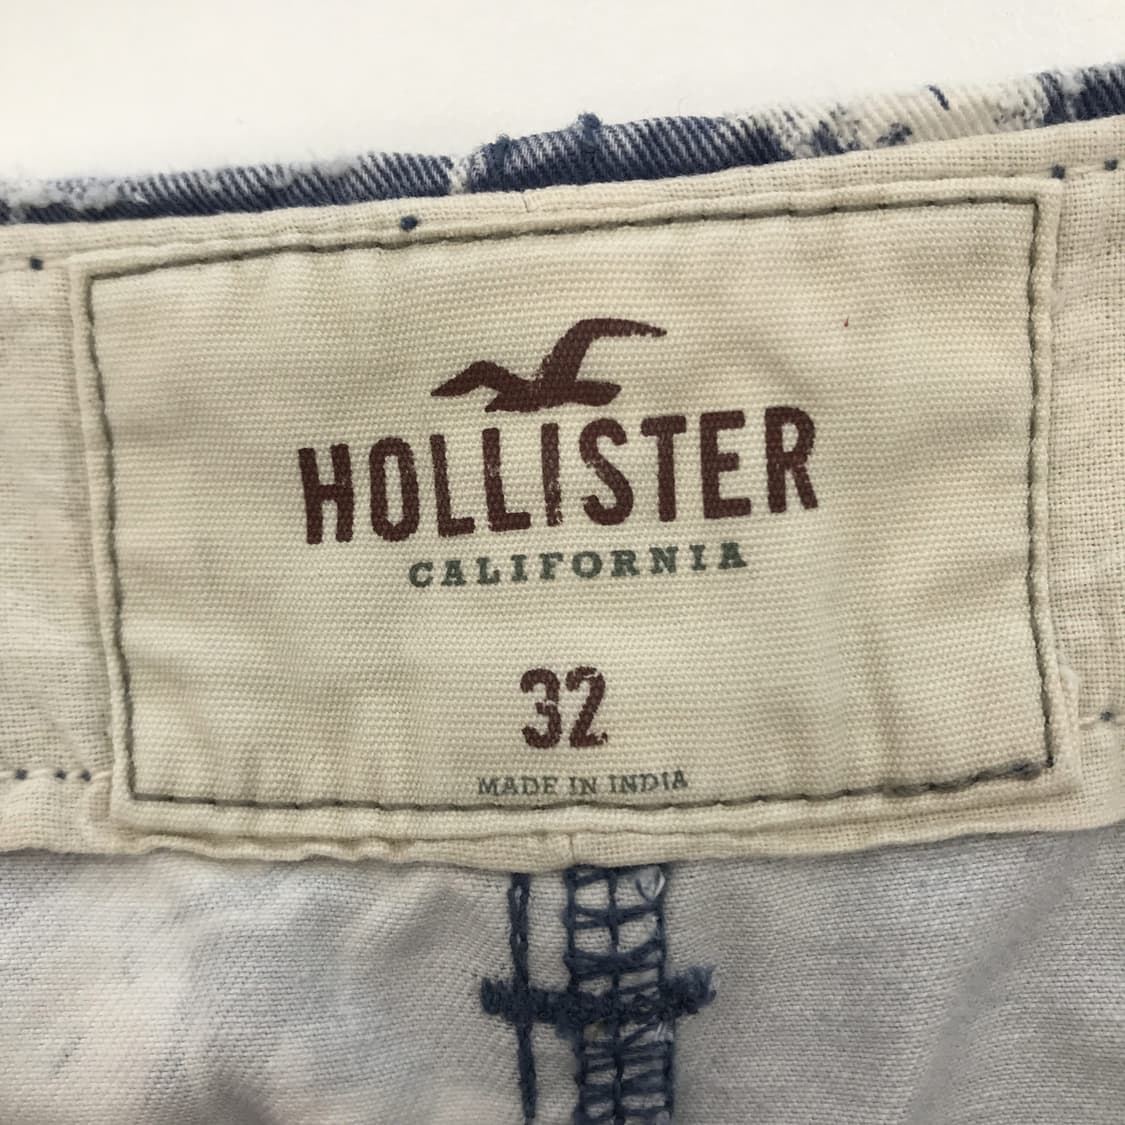 HOLLISTER
CALIFORNIA
32
MADE IN INDIA